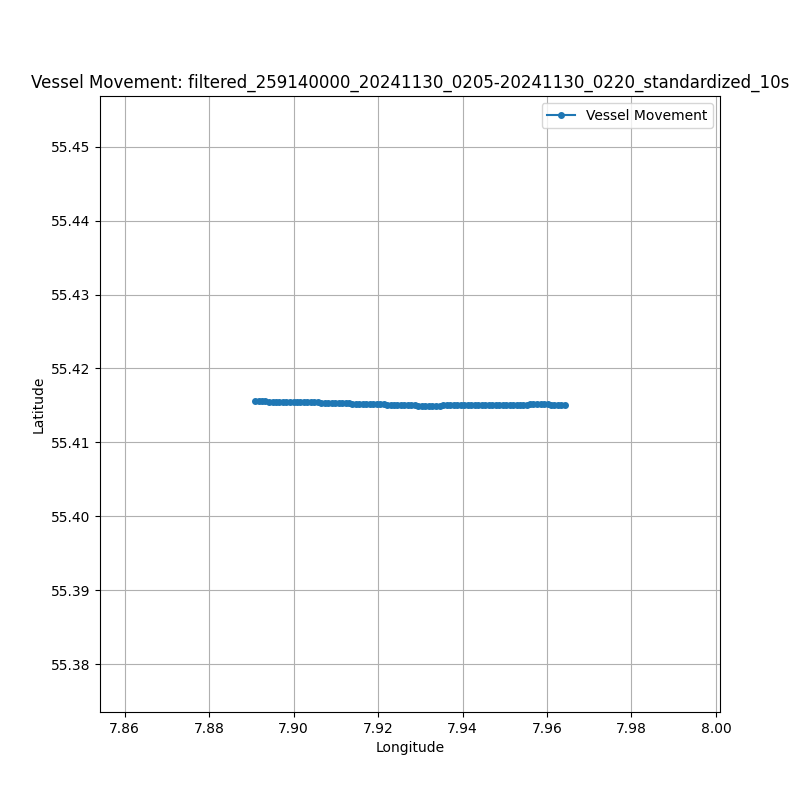 Vessel Movement: filtered_259140000_20241130_0205-20241130_0220_standardized_10s
Vessel Movement
55.45
55.44
55.43
55.42
55.41
55.40
55.39
55.38
Latitude
7.86 7.88 7.90 7.92 7.94 7.96 7.98 8.00
Longitude